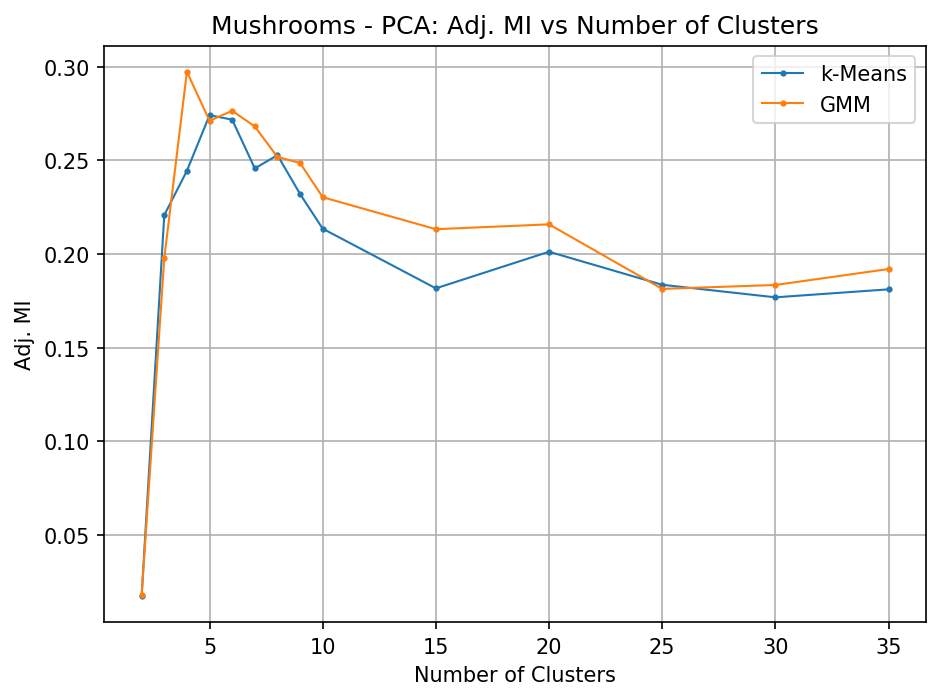 Mushrooms - PCA: Adj. MI vs Number of Clusters
k-Means
GMM
0.30
0.25
0.20
0.15
0.10
0.05
Adj. MI
5 10 15 20 25 30 35
Number of Clusters